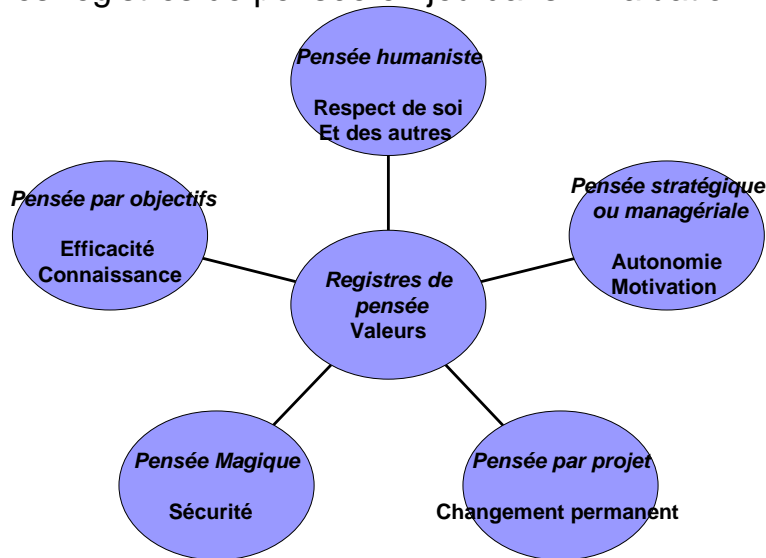 Pensée humaniste
Respect de soi
Et des autres
Pensée par objectifs
Efficacité
Connaissance
Pensée stratégique
ou managériale
Autonomie
Motivation
Registres de
pensée
Valeurs
Pensée Magique
Sécurité
Pensée par projet
Changement permanent